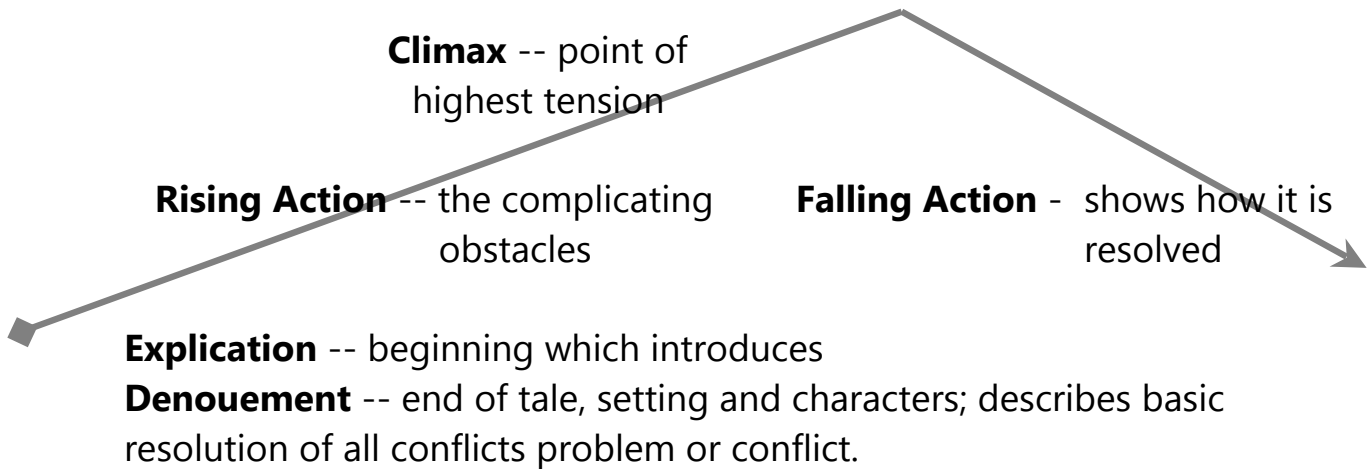 Climax -- point of
highest tension
Rising Action -- the complicating
obstacles
Falling Action - shows how it is
resolved
Explication -- beginning which introduces
Denouement -- end of tale, setting and characters; describes basic
resolution of all conflicts problem or conflict.